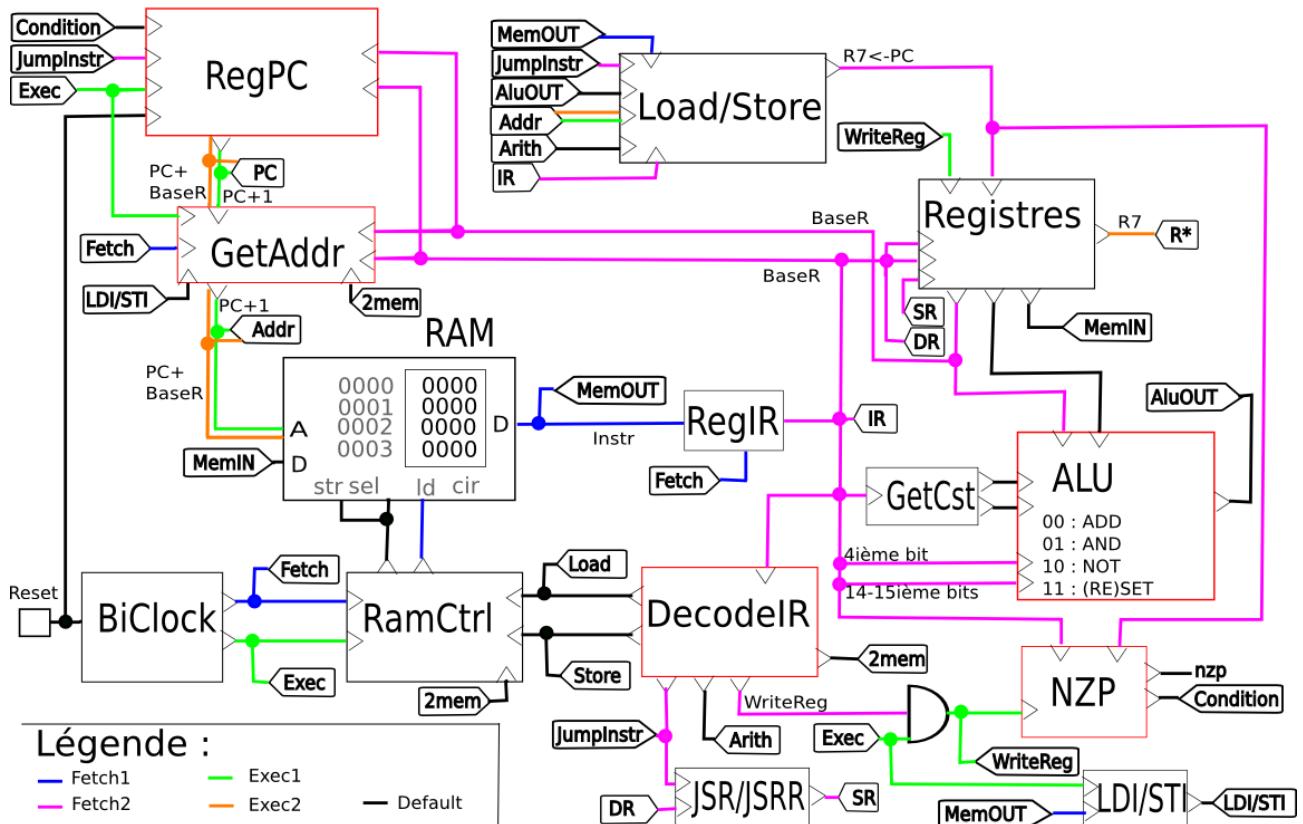 Condition
JumpInstr
Exec
RegPC
PC+
BaseR
PC
PC+1
Fetch
GetAddr
LDI/STI
2mem
PC+1
Addr
PC+
BaseR
MemOUT
JumpInstr
AluOUT
Addr
Arith
IR
Load/Store
R7<-PC
WriteReg
Registres
BaseR
BaseR
R7
R*
SR
DR
MemIN
RAM
0000 0000
0001 0000
0002 0000
0003 0000
A
D
D
MemIN
str sel ld clr
MemOUT
Instr
RegIR
Fetch
IR
AluOUT
GetCst
ALU
00 : ADD
01 : AND
10 : NOT
11 : (RE)SET
4ième bit
14-15ième bits
Reset
BiClock
Fetch
Exec
RamCtrl
2mem
Load
Store
DecodeIR
2mem
WriteReg
JumpInstr
Arith
Exec
NZP
nzp
Condition
WriteReg
JSR/JSRR
DR
SR
MemOUT
LDI/STI
LDI/STI
Légende :
Fetch1
Exec1
Fetch2
Exec2
Default